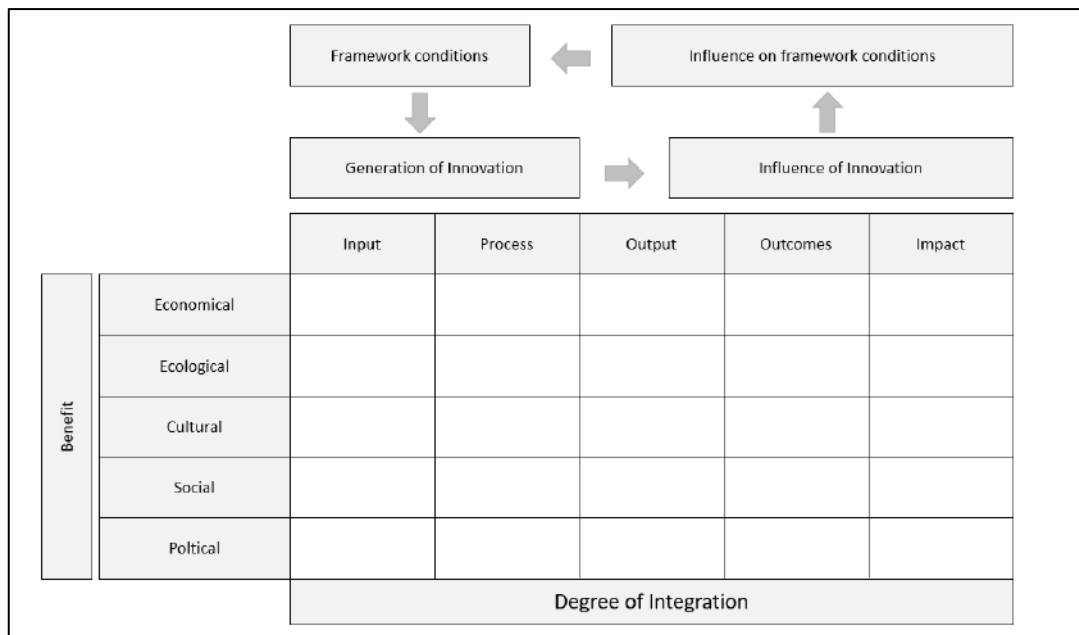 Framework conditions
Influence on framework conditions
Generation of Innovation
Influence of Innovation
Input
Process
Output
Outcomes
Impact
Benefit
Economical
Ecological
Cultural
Social
Poltical
Degree of Integration